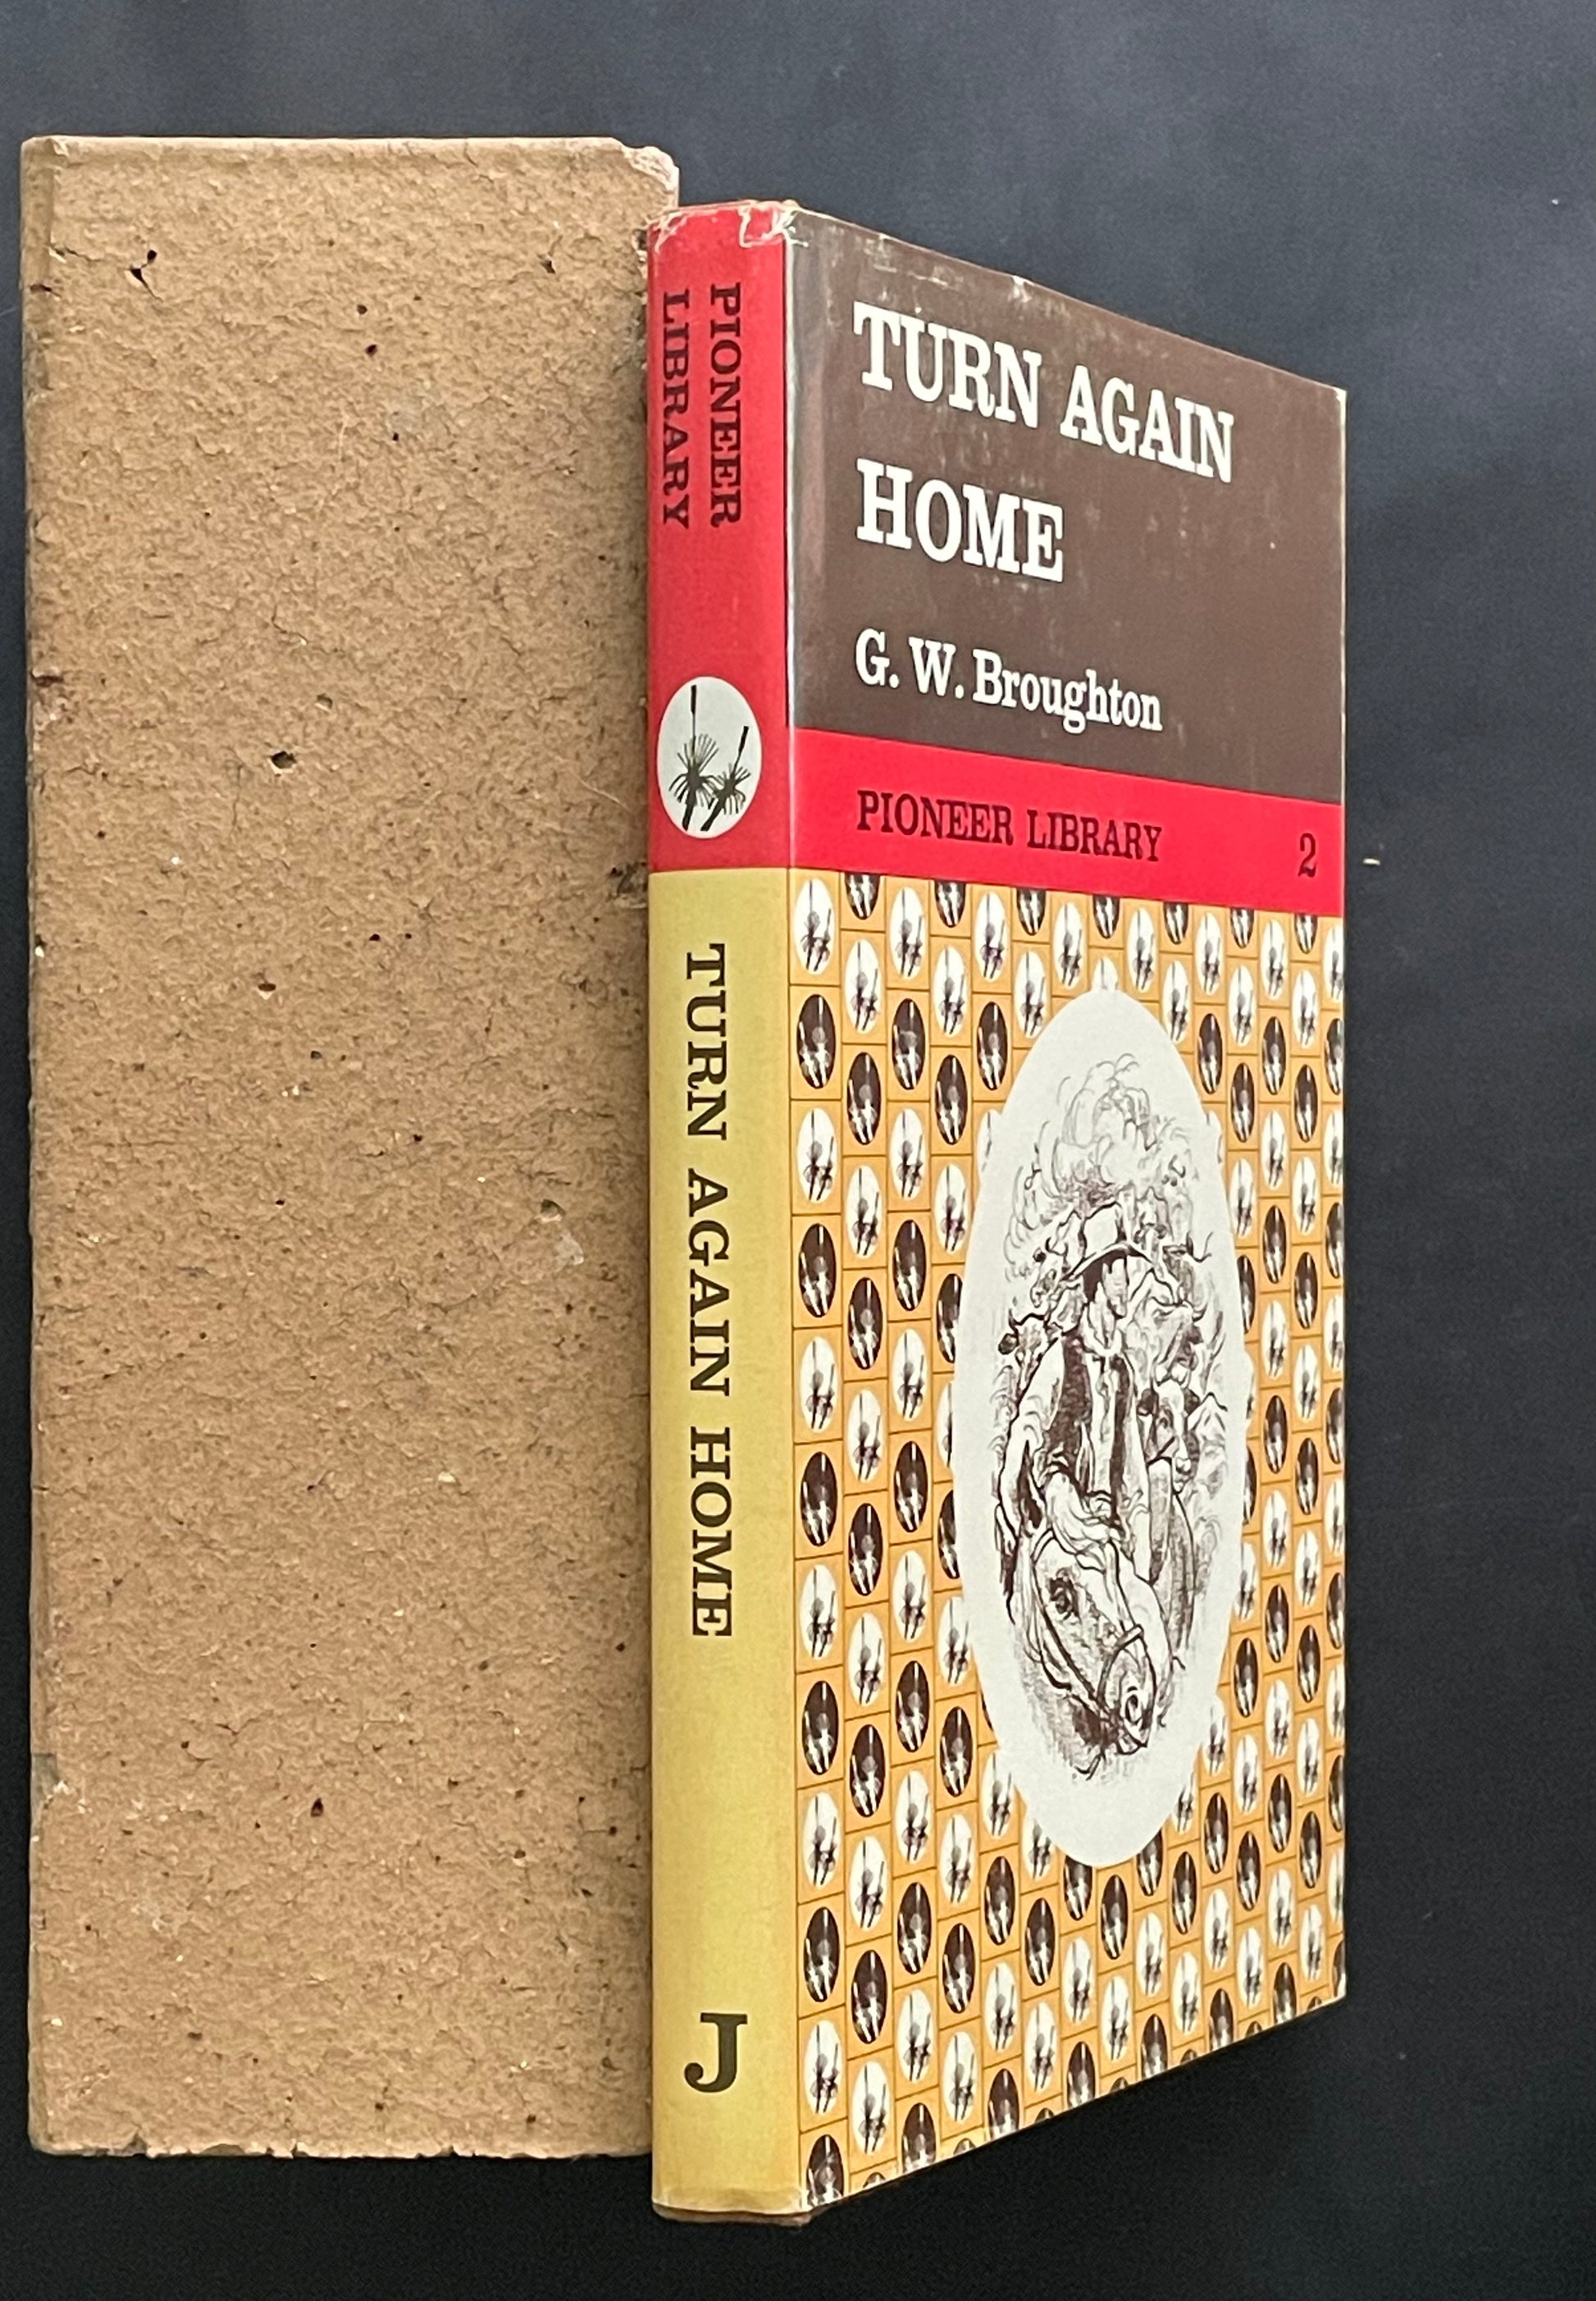 PIONEER
LIBRARY
TURN AGAIN HOME
J
TURN AGAIN
HOME
G. W. Broughton
PIONEER LIBRARY 2